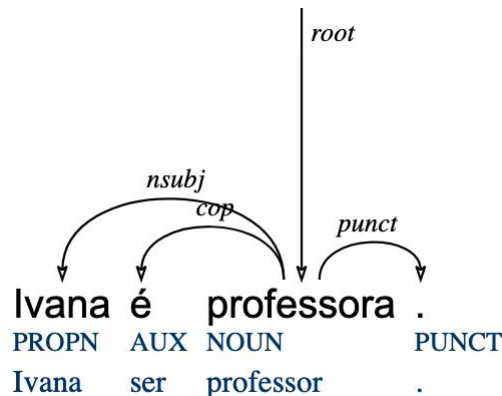 root
nsubj
cop
punct
Ivana é professora .
PROPN AUX NOUN PUNCT
Ivana ser professor .